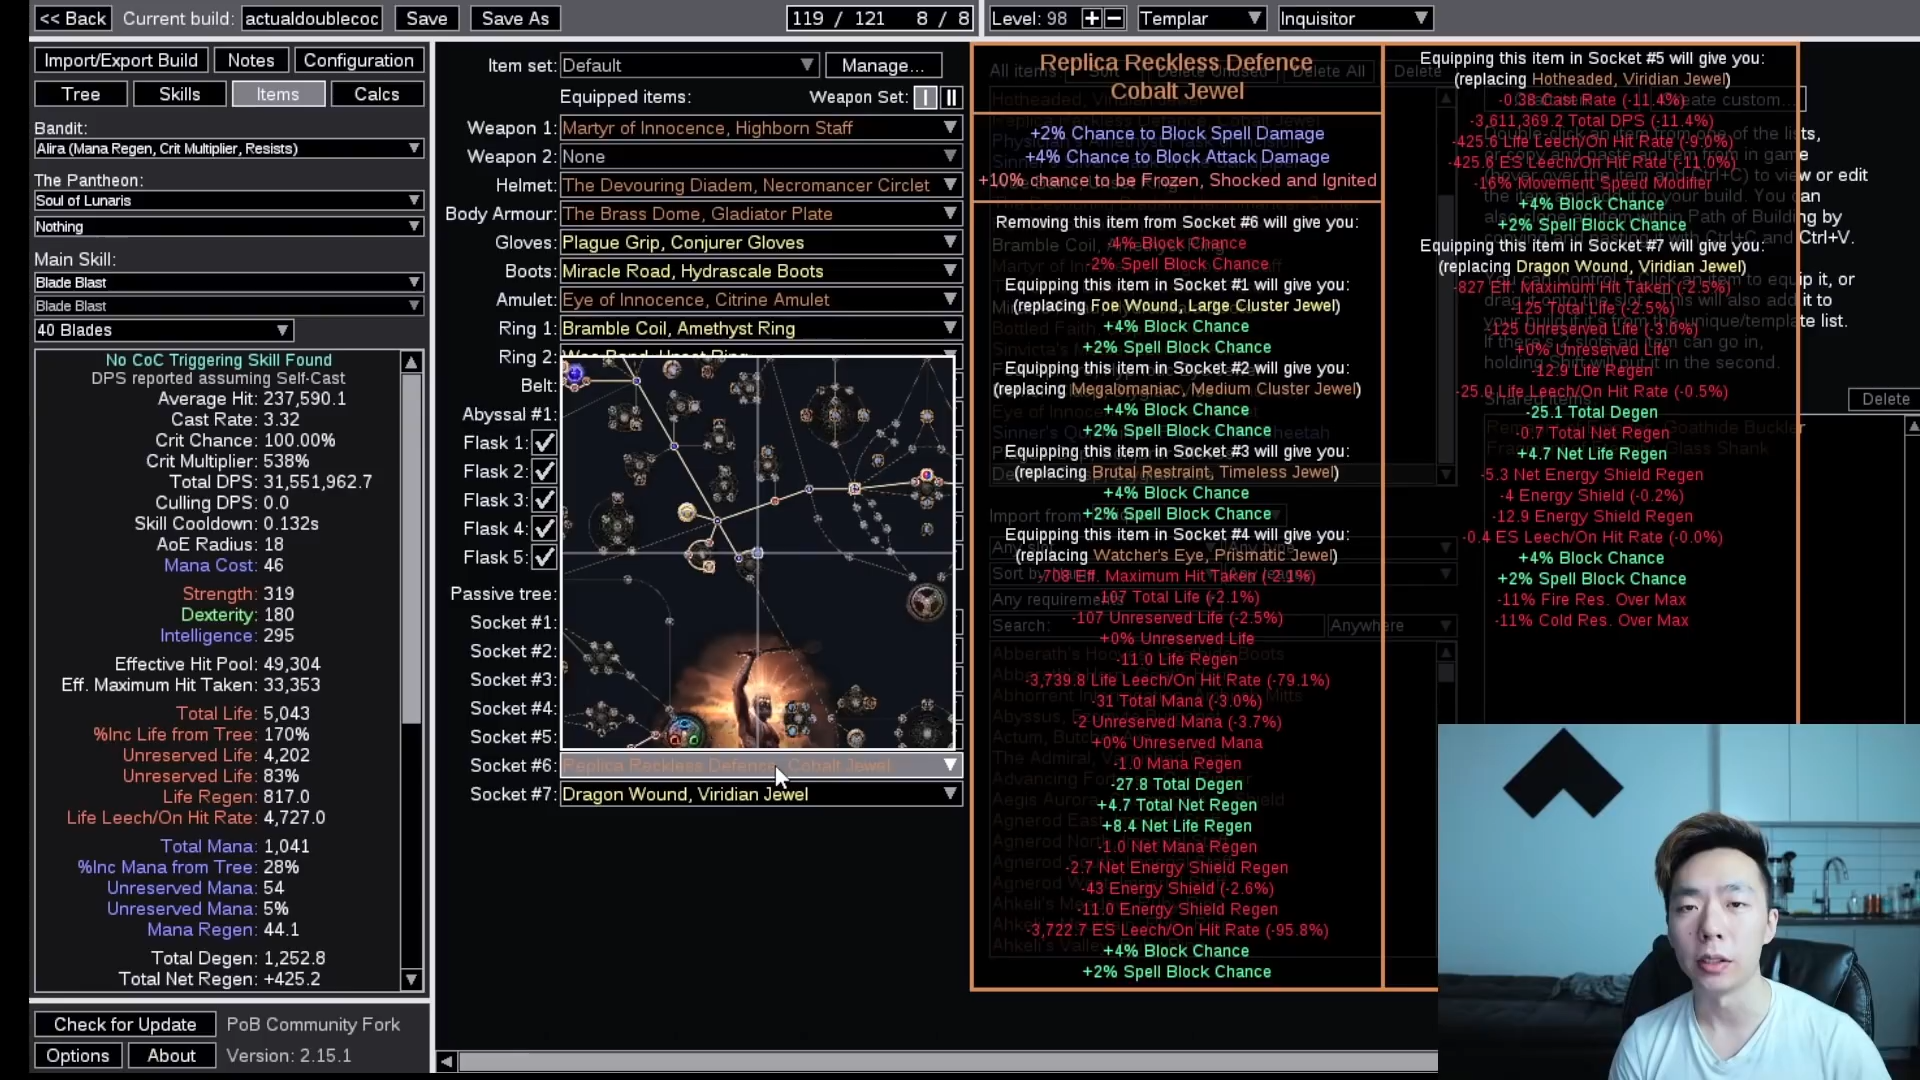 << Back
Current build:
actualdoublecoc
Save
Save As
119 / 121 8 / 8
Level: 98
+
−
Templar
Inquisitor
Import/Export Build
Notes
Configuration
Tree
Skills
Items
Calcs
Bandit:
Alira (Mana Regen, Crit Multiplier, Resists)
The Pantheon:
Soul of Lunaris
Nothing
Main Skill:
Blade Blast
Blade Blast
40 Blades
No CoC Triggering Skill Found
DPS reported assuming Self-Cast
Average Hit: 237,590.1
Cast Rate: 3.32
Crit Chance: 100.00%
Crit Multiplier: 538%
Total DPS: 31,551,962.7
Culling DPS: 0.0
Skill Cooldown: 0.132s
AoE Radius: 18
Mana Cost: 46
Strength: 319
Dexterity: 180
Intelligence: 295
Effective Hit Pool: 49,304
Eff. Maximum Hit Taken: 33,353
Total Life: 5,043
%Inc Life from Tree: 170%
Unreserved Life: 4,202
Unreserved Life: 83%
Life Regen: 817.0
Life Leech/On Hit Rate: 4,727.0
Total Mana: 1,041
%Inc Mana from Tree: 28%
Unreserved Mana: 54
Unreserved Mana: 5%
Mana Regen: 44.1
Total Degen: 1,252.8
Total Net Regen: +425.2
Check for Update
PoB Community Fork
Options
About
Version: 2.15.1
Item set: Default
Manage...
Equipped items:
Weapon Set: I II
Weapon 1: Martyr of Innocence, Highborn Staff
Weapon 2: None
Helmet: The Devouring Diadem, Necromancer Circlet
Body Armour: The Brass Dome, Gladiator Plate
Gloves: Plague Grip, Conjurer Gloves
Boots: Miracle Road, Hydrascale Boots
Amulet: Eye of Innocence, Citrine Amulet
Ring 1: Bramble Coil, Amethyst Ring
Ring 2:
Belt:
Abyssal #1:
Flask 1:
Flask 2:
Flask 3:
Flask 4:
Flask 5:
Passive tree:
Socket #1:
Socket #2:
Socket #3:
Socket #4:
Socket #5:
Socket #6: Replica Reckless Defence, Cobalt Jewel
Socket #7: Dragon Wound, Viridian Jewel
Replica Reckless Defence
Cobalt Jewel
+2% Chance to Block Spell Damage
+4% Chance to Block Attack Damage
+10% chance to be Frozen, Shocked and Ignited
Removing this item from Socket #6 will give you:
-4% Block Chance
-2% Spell Block Chance
Equipping this item in Socket #1 will give you:
(replacing Foe Wound, Large Cluster Jewel)
+4% Block Chance
+2% Spell Block Chance
Equipping this item in Socket #2 will give you:
(replacing Megalomaniac, Medium Cluster Jewel)
+4% Block Chance
+2% Spell Block Chance
Equipping this item in Socket #3 will give you:
(replacing Brutal Restraint, Timeless Jewel)
+4% Block Chance
+2% Spell Block Chance
Equipping this item in Socket #4 will give you:
(replacing Watcher's Eye, Prismatic Jewel)
-708 Eff. Maximum Hit Taken (-2.1%)
-107 Total Life (-2.1%)
-107 Unreserved Life (-2.5%)
+0% Unreserved Life
-11.0 Life Regen
-3,739.8 Life Leech/On Hit Rate (-79.1%)
-31 Total Mana (-3.0%)
-2 Unreserved Mana (-3.7%)
+0% Unreserved Mana
-1.0 Mana Regen
-27.8 Total Degen
+4.7 Total Net Regen
+8.4 Net Life Regen
-1.0 Net Mana Regen
-2.7 Net Energy Shield Regen
-43 Energy Shield (-2.6%)
-11.0 Energy Shield Regen
-3,722.7 ES Leech/On Hit Rate (-95.8%)
+4% Block Chance
+2% Spell Block Chance
Equipping this item in Socket #5 will give you:
(replacing Hotheaded, Viridian Jewel)
-0.38 Cast Rate (-11.4%)
-3,611,369.2 Total DPS (-11.4%)
-425.6 Life Leech/On Hit Rate (-9.0%)
-425.6 ES Leech/On Hit Rate (-11.0%)
-16% Movement Speed Modifier
+4% Block Chance
+2% Spell Block Chance
Equipping this item in Socket #7 will give you:
(replacing Dragon Wound, Viridian Jewel)
-827 Eff. Maximum Hit Taken (-2.5%)
-125 Total Life (-2.5%)
-125 Unreserved Life (-3.0%)
+0% Unreserved Life
-12.9 Life Regen
-25.0 Life Leech/On Hit Rate (-0.5%)
-25.1 Total Degen
-0.7 Total Net Regen
+4.7 Net Life Regen
-5.3 Net Energy Shield Regen
-4 Energy Shield (-0.2%)
-12.9 Energy Shield Regen
-0.4 ES Leech/On Hit Rate (-0.0%)
+4% Block Chance
+2% Spell Block Chance
-11% Fire Res. Over Max
-11% Cold Res. Over Max
Delete